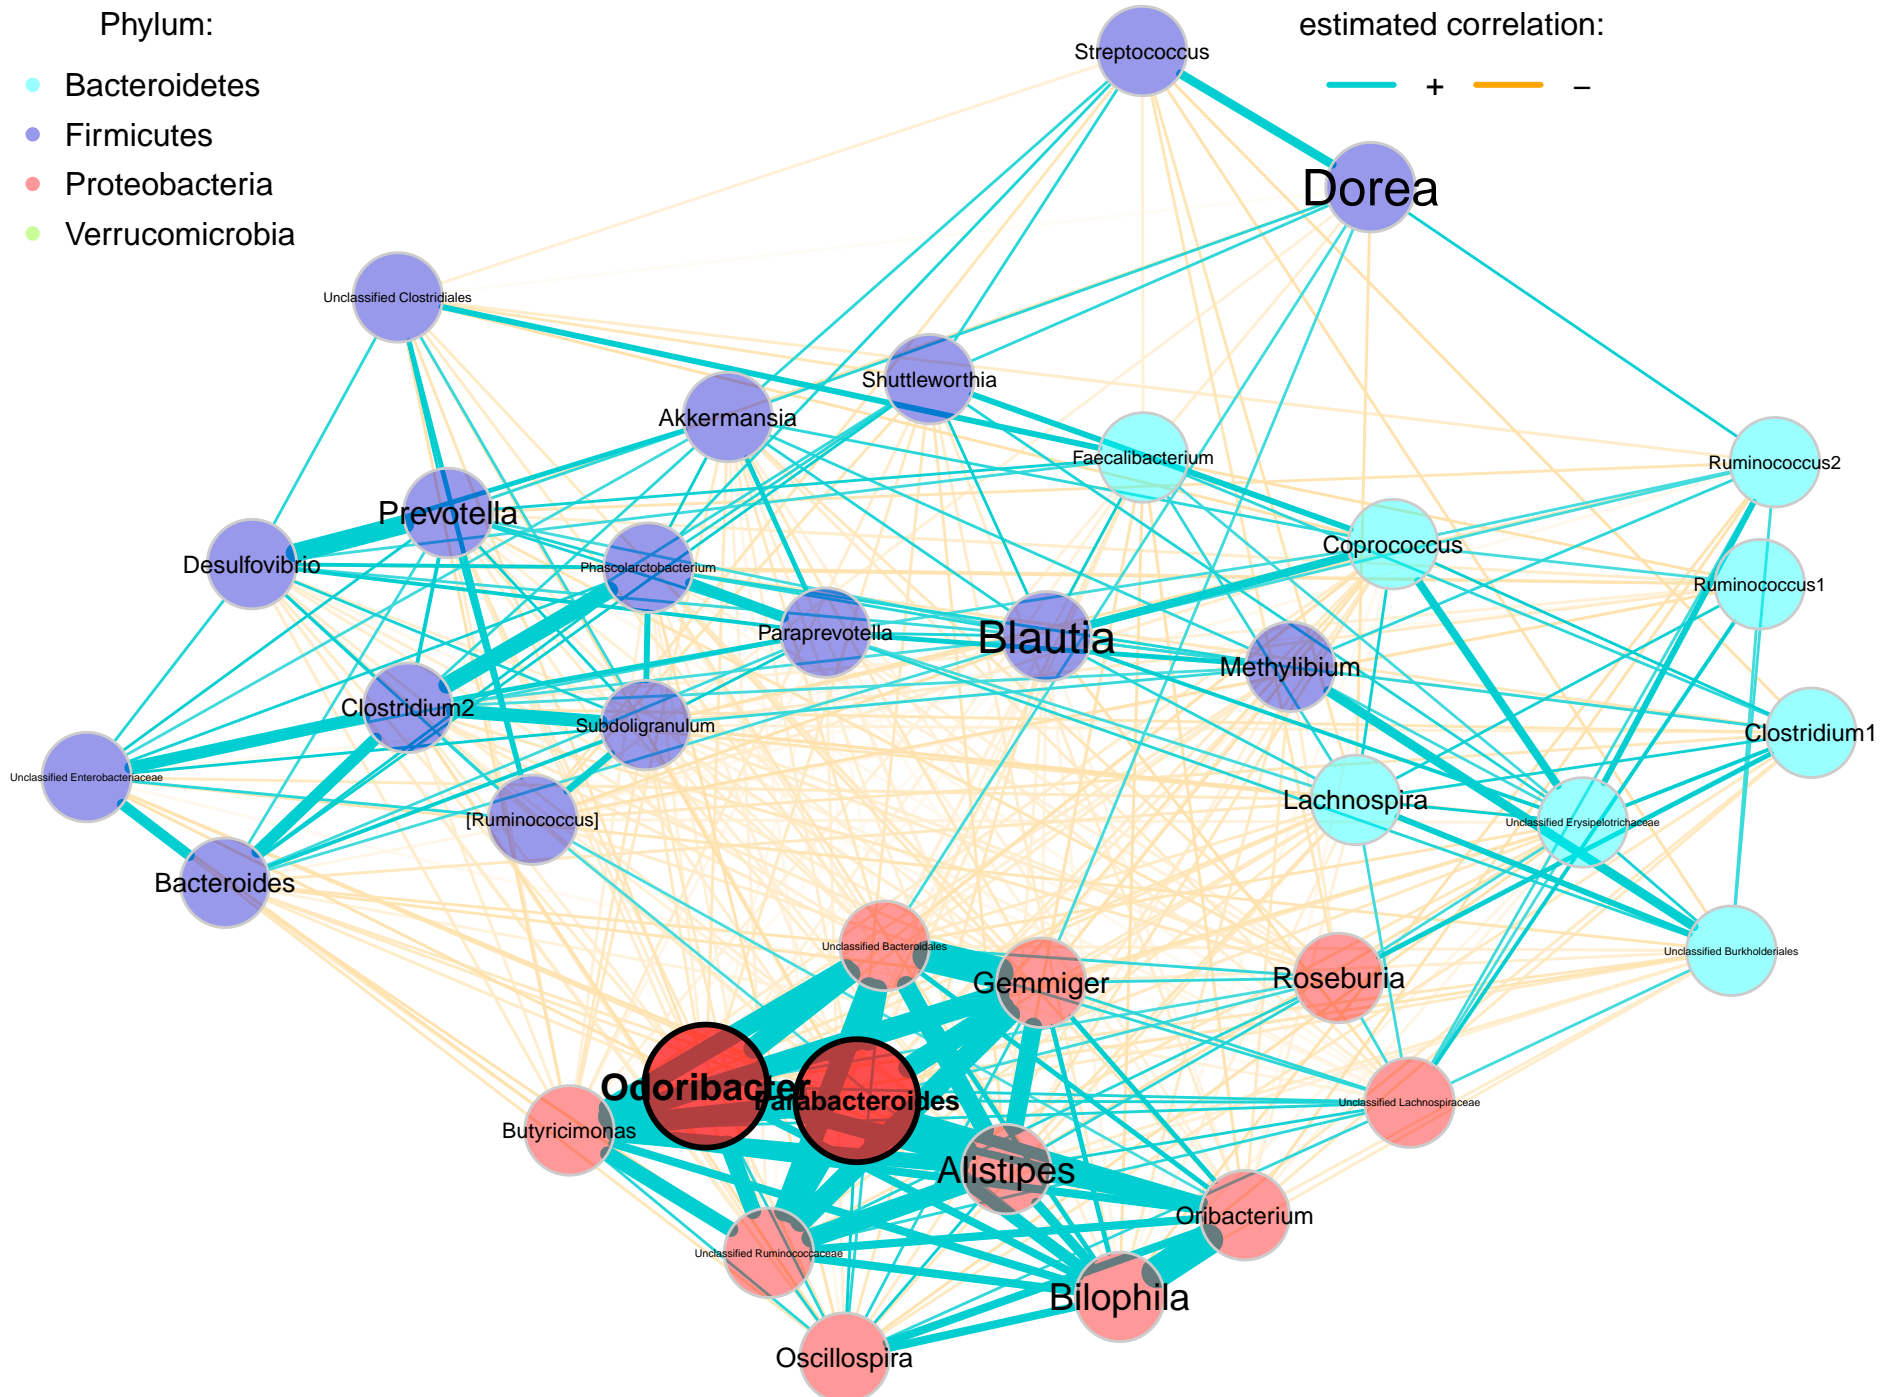 Phylum:
Bacteroidetes
Firmicutes
Proteobacteria
Verrucomicrobia
estimated correlation:
+
−
Streptococcus
Dorea
Unclassified Clostridiales
Shuttleworthia
Akkermansia
Faecalibacterium
Ruminococcus2
Prevotella
Coprococcus
Desulfovibrio
Phascolarctobacterium
Ruminococcus1
Paraprevotella
Blautia
Methylibium
Clostridium2
Subdoligranulum
Clostridium1
Unclassified Enterobacteriaceae
Lachnospira
[Ruminococcus]
Unclassified Erysipelotrichaceae
Bacteroides
Unclassified Bacteroidales
Unclassified Burkholderiales
Gemmiger
Roseburia
Odoribacter
Parabacteroides
Unclassified Lachnospiraceae
Butyricimonas
Alistipes
Oribacterium
Unclassified Ruminococcaceae
Bilophila
Oscillospira